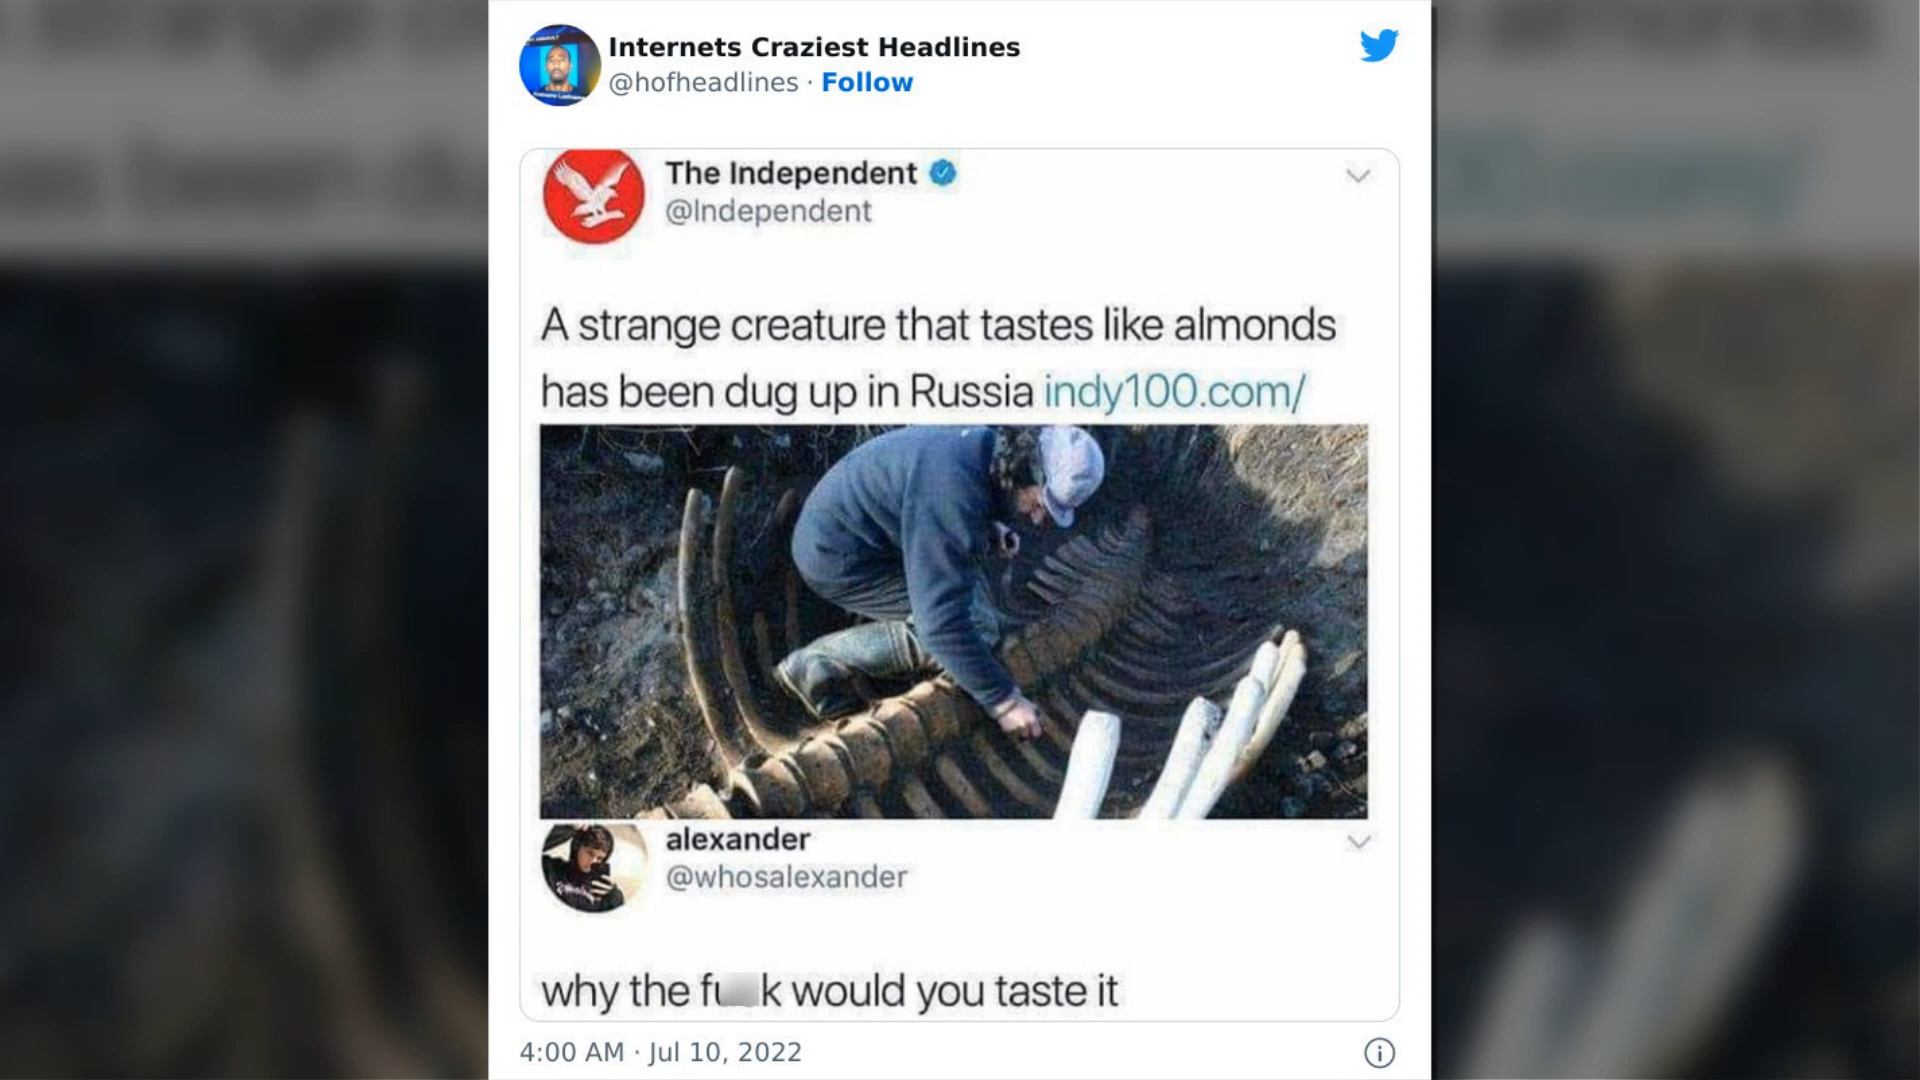 Internets Craziest Headlines
@hofheadlines · Follow
The Independent
@Independent
A strange creature that tastes like almonds
has been dug up in Russia indy100.com/
alexander
@whosalexander
why the fu k would you taste it
4:00 AM · Jul 10, 2022